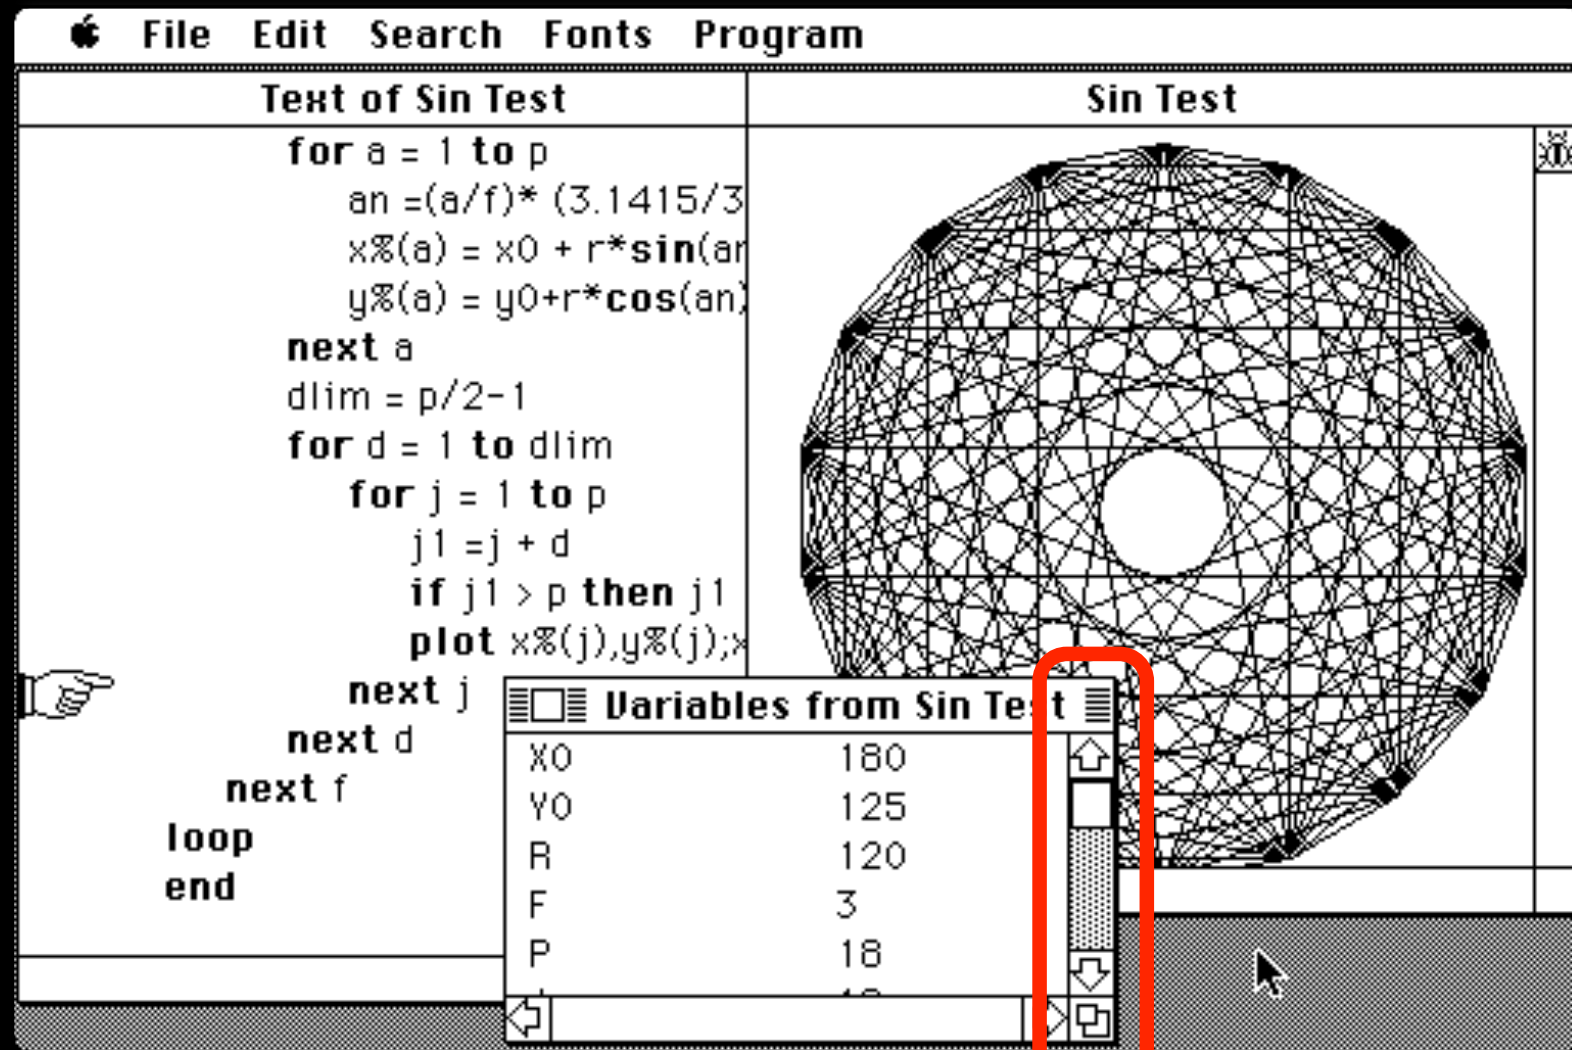 File Edit Search Fonts Program
Text of Sin Test
for a = 1 to p
an =(a/f)* (3.1415/3
x%(a) = x0 + r*sin(an
y%(a) = y0+r*cos(an)
next a
dlim = p/2-1
for d = 1 to dlim
for j = 1 to p
j1 =j + d
if j1 > p then j1
plot x%(j),y%(j);x
next j
next d
next f
loop
end
Sin Test
Variables from Sin Test
X0 180
Y0 125
R 120
F 3
P 18